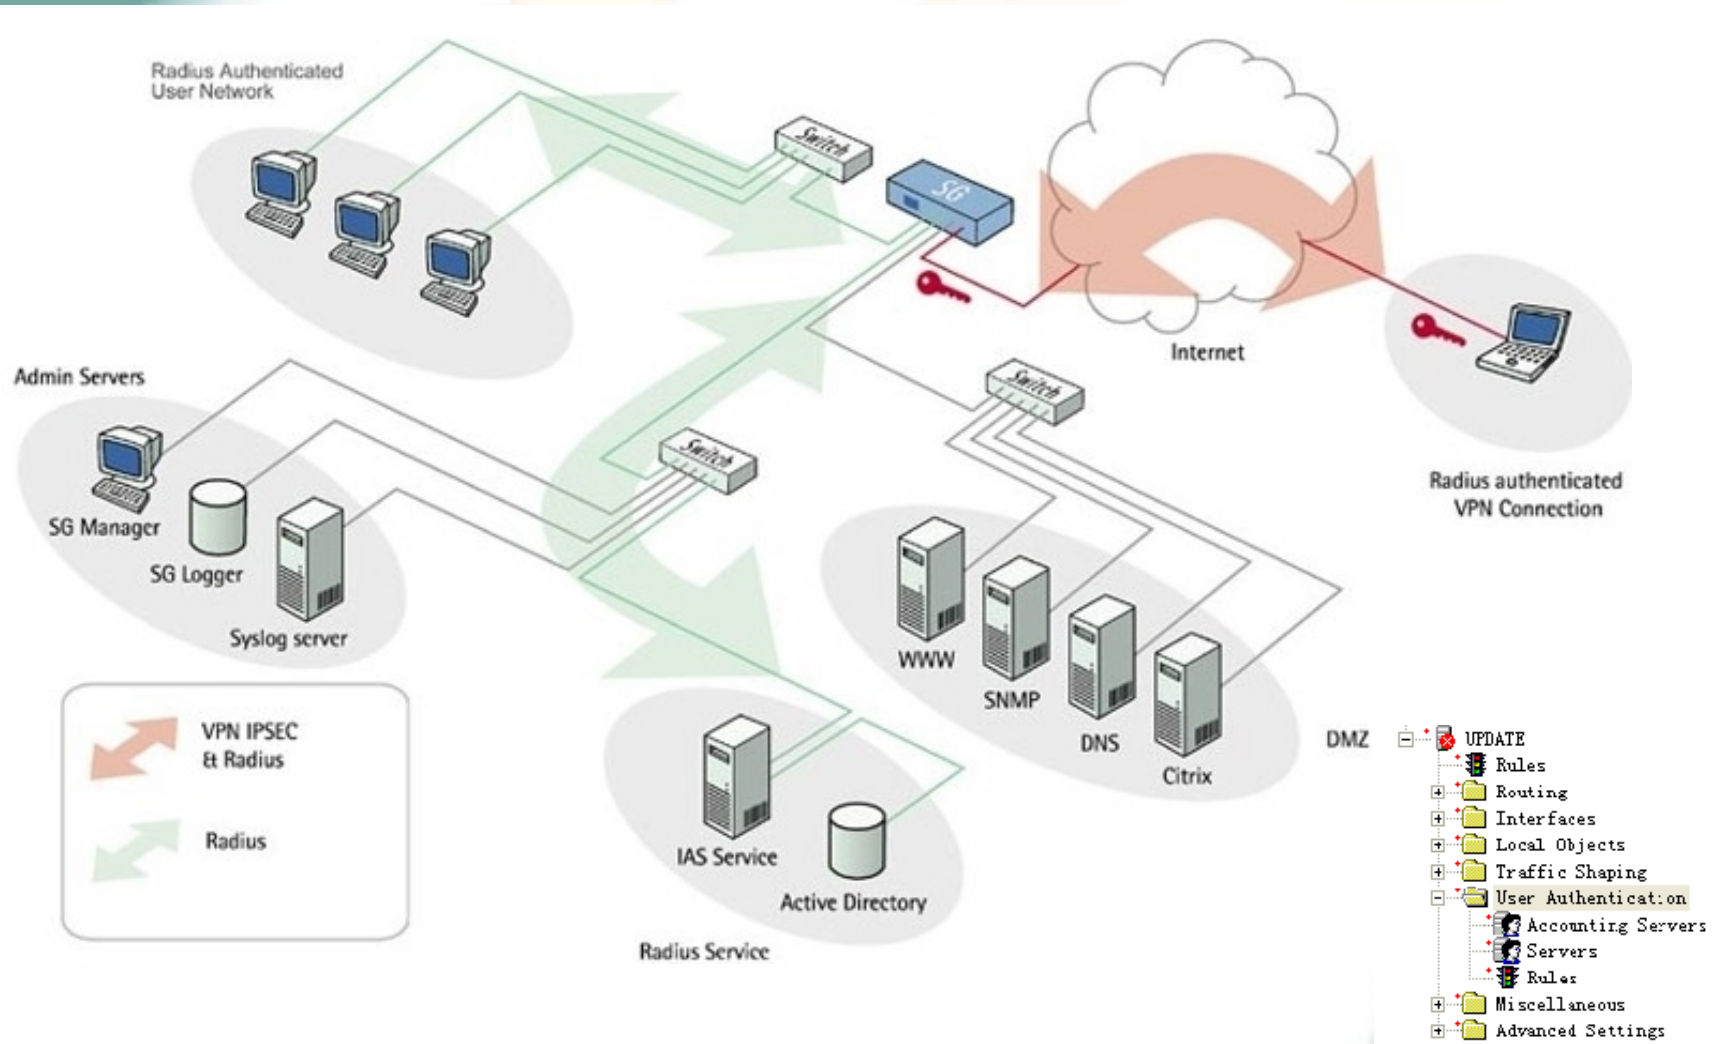 Radius Authenticated
User Network
Switch
SG
Internet
Admin Servers
Switch
Switch
SG Manager
SG Logger
Syslog server
Radius authenticated
VPN Connection
WWW
SNMP
DNS
Citrix
DMZ
VPN IPSEC
& Radius
Radius
IAS Service
Active Directory
Radius Service
UPDATE
Rules
Routing
Interfaces
Local Objects
Traffic Shaping
User Authentication
Accounting Servers
Servers
Rules
Miscellaneous
Advanced Settings